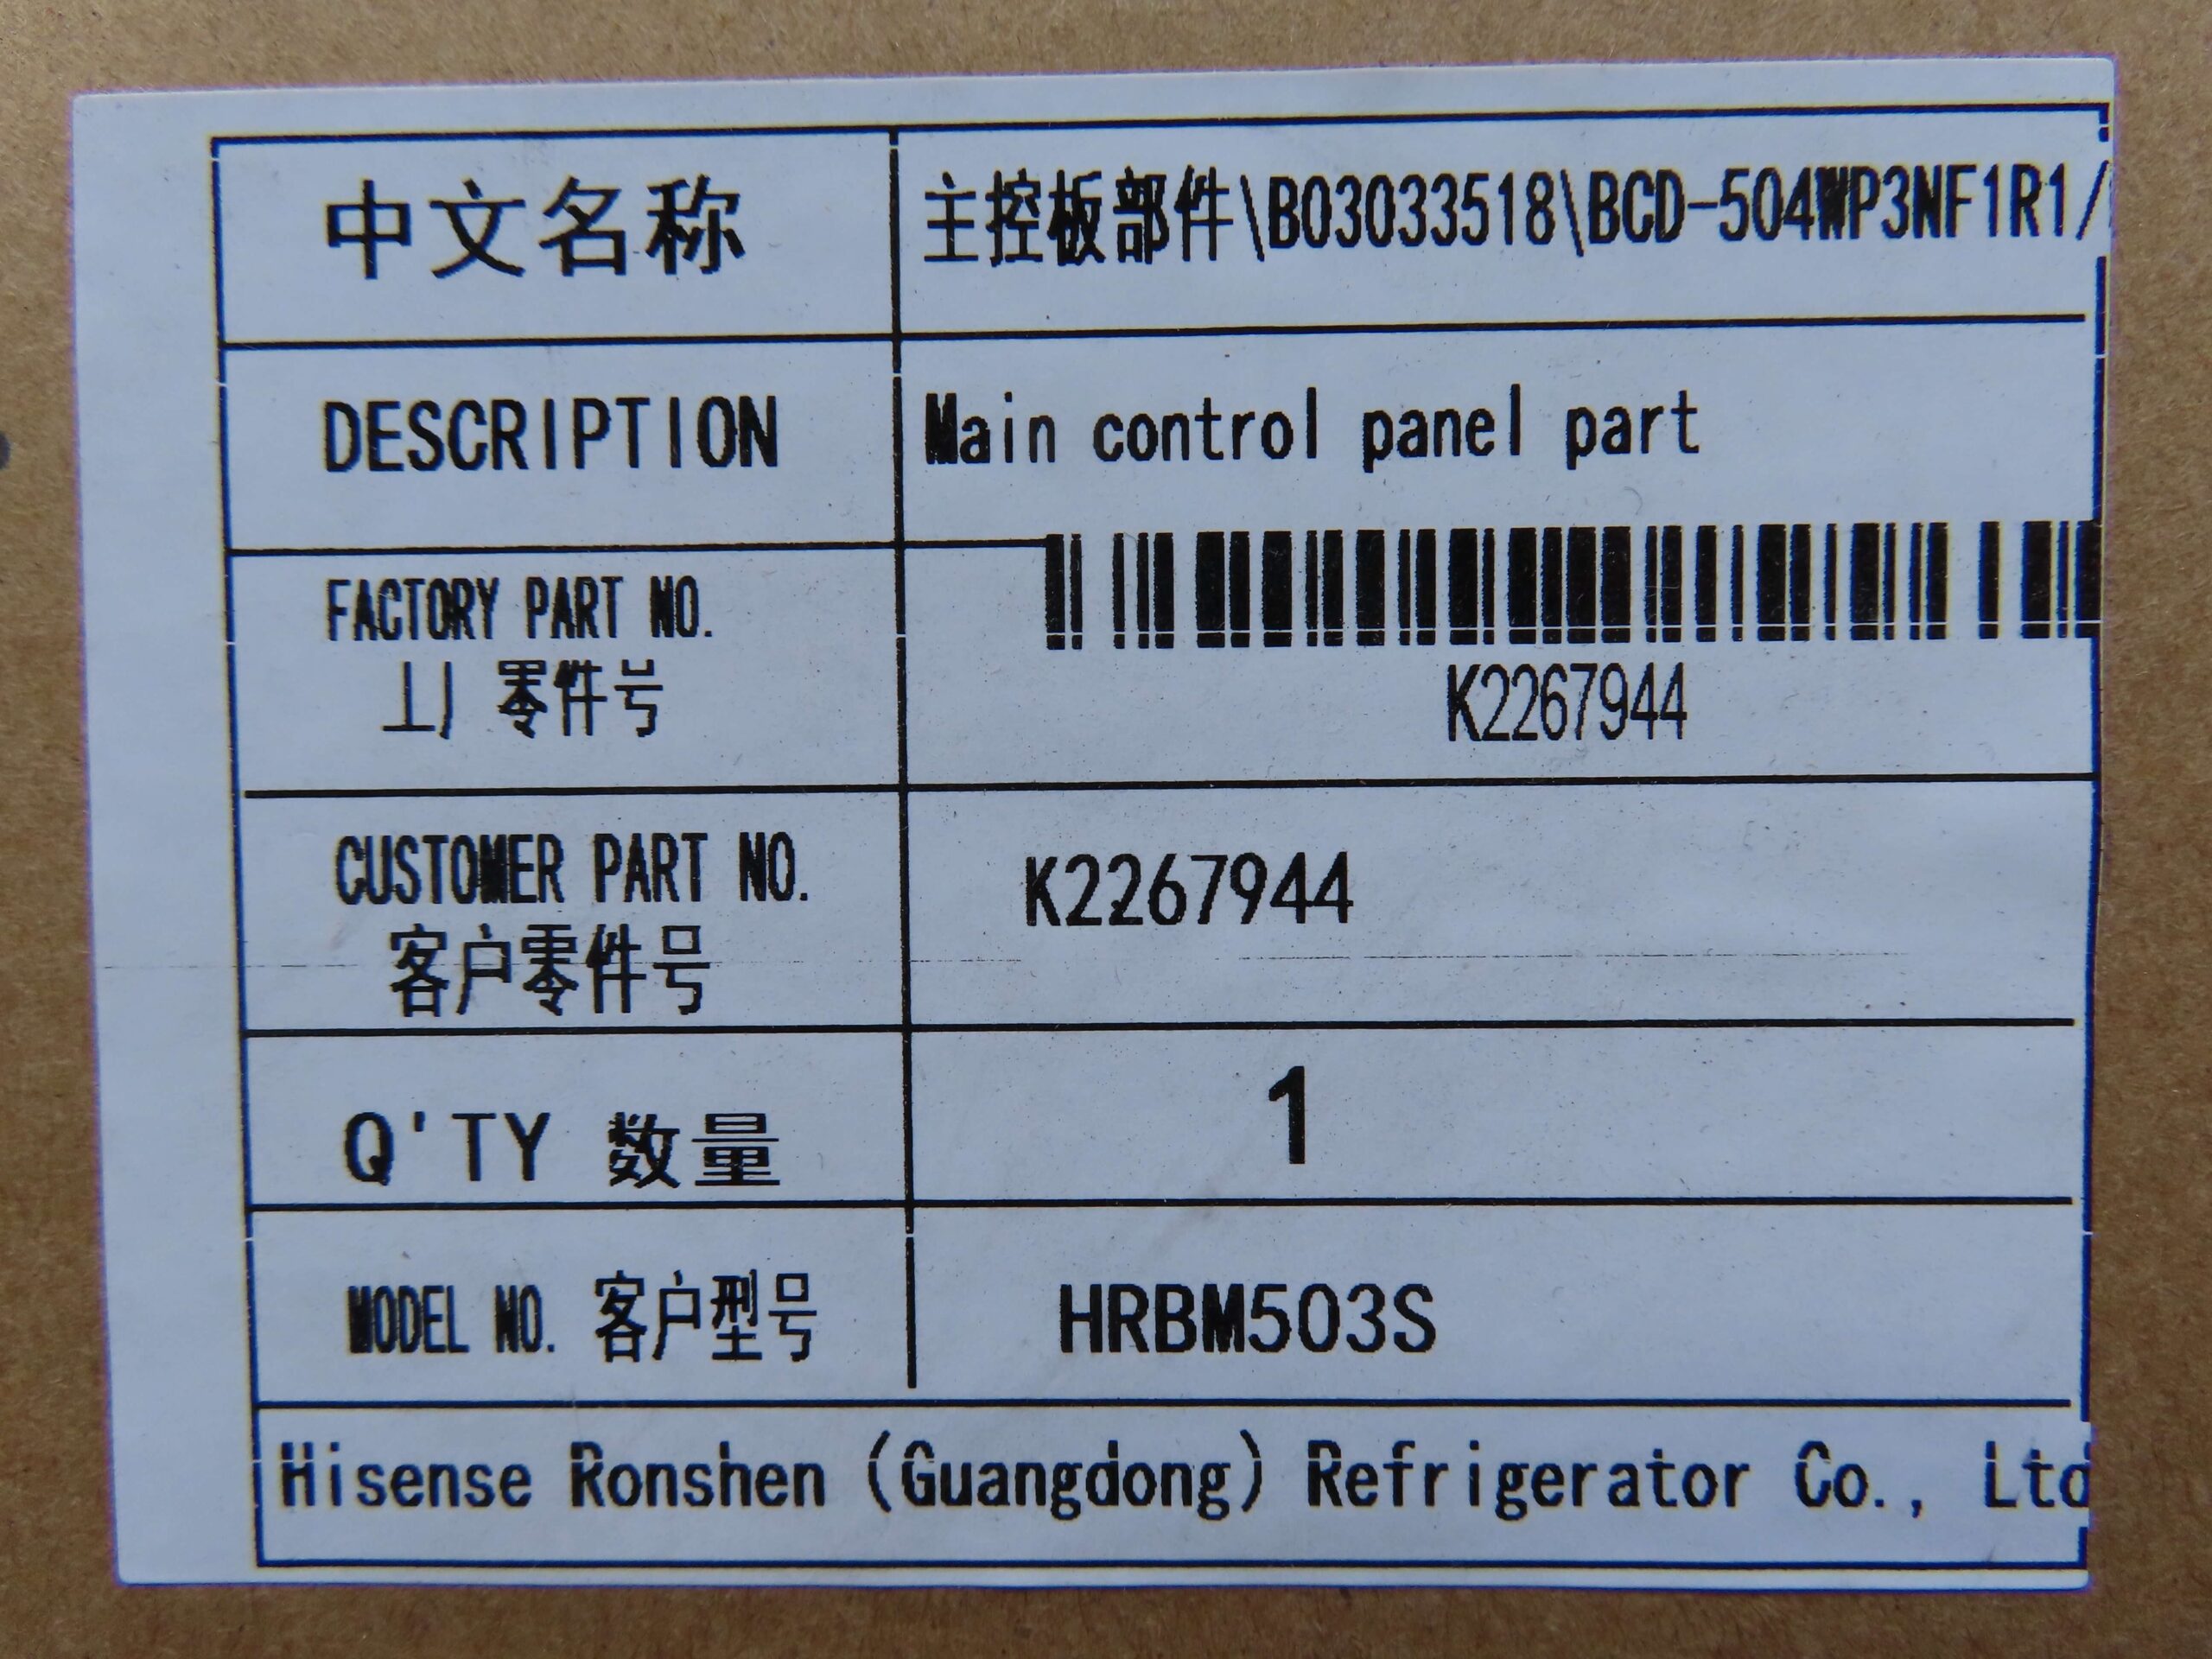 中文名称 主控板部件\B03033518\BCD-504WP3NF1R1/
DESCRIPTION Main control panel part
FACTORY PART NO.
工厂 零件号 K2267944
CUSTOMER PART NO. K2267944
客户零件号
Q'TY 数量 1
MODEL NO. 客户型号 HRBM503S
Hisense Ronshen (Guangdong) Refrigerator Co., Ltd